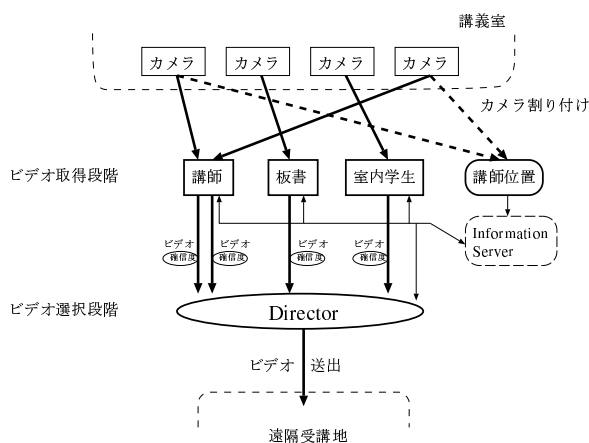 講義室
カメラ カメラ カメラ カメラ
カメラ割り付け
ビデオ取得段階
講師 板書 室内学生 講師位置
Information
Server
ビデオ ビデオ ビデオ ビデオ
確信度 確信度 確信度 確信度
ビデオ選択段階
Director
ビデオ 送出
遠隔受講地